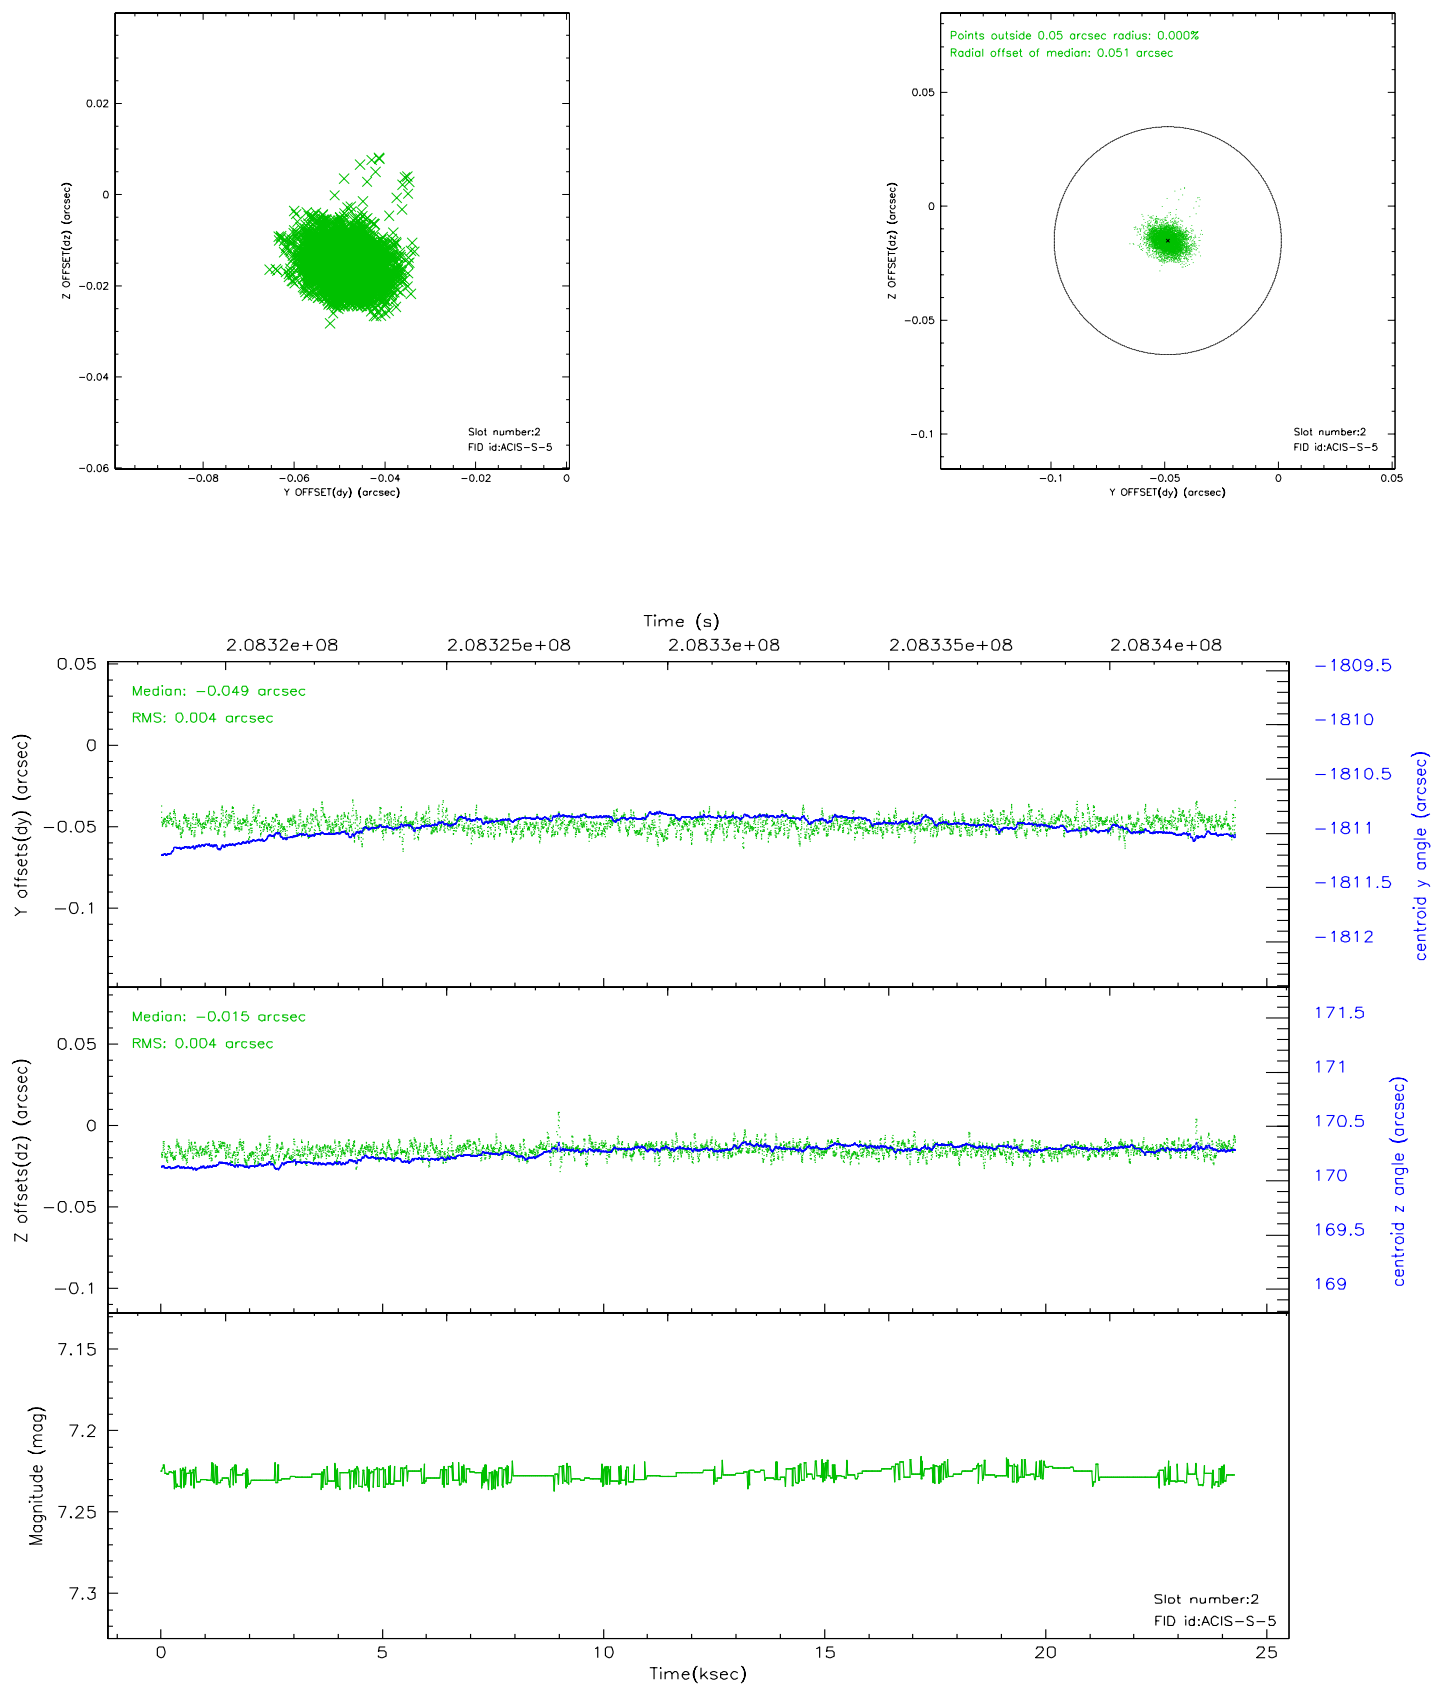 0.02
0
-0.02
-0.04
-0.06
Z OFFSET(dz) (arcsec)
Slot number:2
FID id:ACIS-S-5
-0.08 -0.06 -0.04 -0.02 0
Y OFFSET(dy) (arcsec)
Points outside 0.05 arcsec radius: 0.000%
Radial offset of median: 0.051 arcsec
0.05
0
-0.05
-0.1
Z OFFSET(dz) (arcsec)
Slot number:2
FID id:ACIS-S-5
-0.1 -0.05 0 0.05
Y OFFSET(dy) (arcsec)
Time (s)
2.0832e+08 2.08325e+08 2.0833e+08 2.08335e+08 2.0834e+08
0.05
0
-0.05
-0.1
Y offsets(dy) (arcsec)
Median: -0.049 arcsec
RMS: 0.004 arcsec
-1809.5
-1810
-1810.5
-1811
-1811.5
-1812
centroid y angle (arcsec)
0.05
0
-0.05
-0.1
Z offsets(dz) (arcsec)
Median: -0.015 arcsec
RMS: 0.004 arcsec
171.5
171
170.5
170
169.5
169
centroid z angle (arcsec)
7.15
7.2
7.25
7.3
Magnitude (mag)
Slot number:2
FID id:ACIS-S-5
0 5 10 15 20 25
Time(ksec)